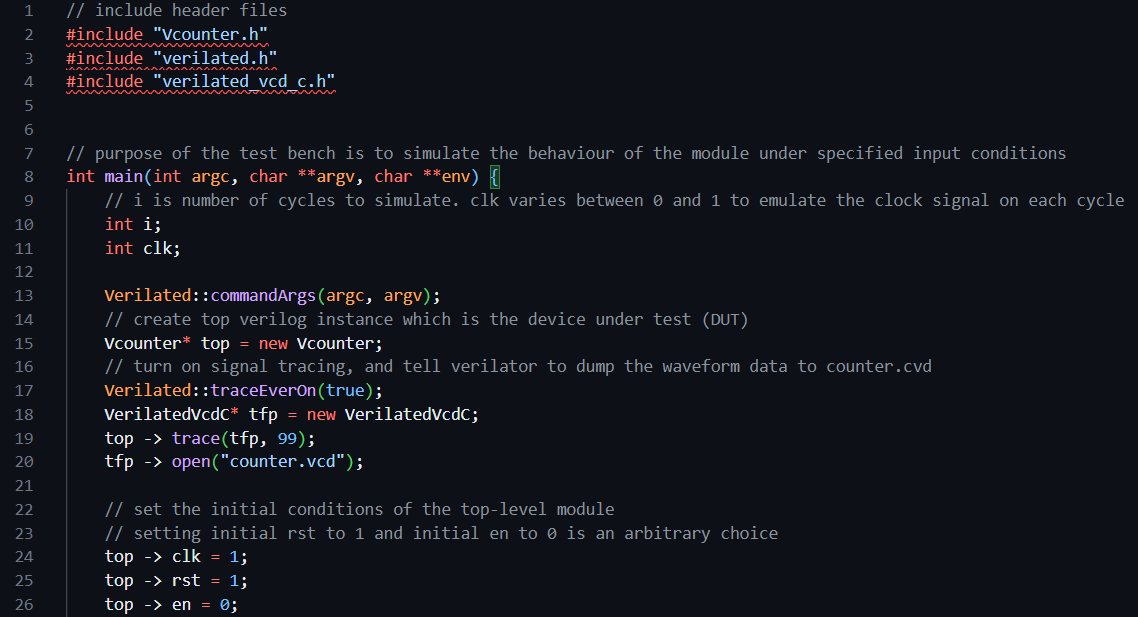 1 // include header files
2 #include "Vcounter.h"
3 #include "verilated.h"
4 #include "verilated_vcd_c.h"
5
6
7 // purpose of the test bench is to simulate the behaviour of the module under specified input conditions
8 int main(int argc, char **argv, char **env) {
9     // i is number of cycles to simulate. clk varies between 0 and 1 to emulate the clock signal on each cycle
10     int i;
11     int clk;
12
13     Verilated::commandArgs(argc, argv);
14     // create top verilog instance which is the device under test (DUT)
15     Vcounter* top = new Vcounter;
16     // turn on signal tracing, and tell verilator to dump the waveform data to counter.cvd
17     Verilated::traceEverOn(true);
18     VerilatedVcdC* tfp = new VerilatedVcdC;
19     top -> trace(tfp, 99);
20     tfp -> open("counter.vcd");
21
22     // set the initial conditions of the top-level module
23     // setting initial rst to 1 and initial en to 0 is an arbitrary choice
24     top -> clk = 1;
25     top -> rst = 1;
26     top -> en = 0;